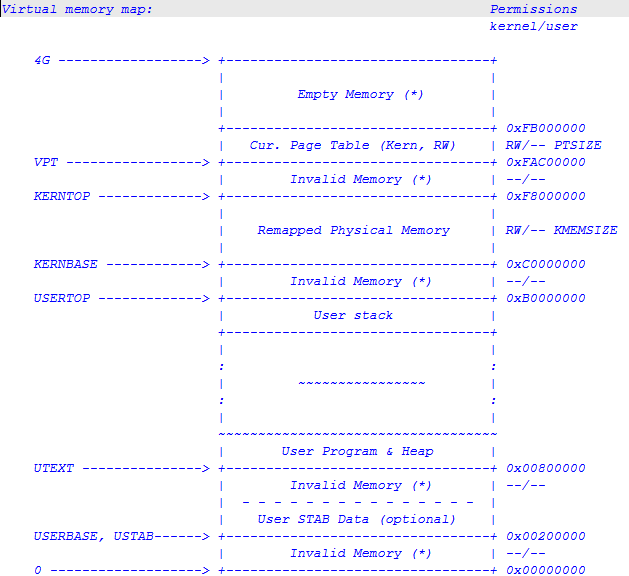 Virtual memory map:                                          Permissions
                                                             kernel/user

    4G ------------------> +---------------------------------+
                           |                                 |
                           |         Empty Memory (*)        |
                           |                                 |
                           +---------------------------------+ 0xFB000000
                           |   Cur. Page Table (Kern, RW)    | RW/-- PTSIZE
    VPT -----------------> +---------------------------------+ 0xFAC00000
                           |        Invalid Memory (*)       | --/--
    KERNTOP -------------> +---------------------------------+ 0xF8000000
                           |                                 |
                           |    Remapped Physical Memory     | RW/-- KMEMSIZE
                           |                                 |
    KERNBASE ------------> +---------------------------------+ 0xC0000000
                           |        Invalid Memory (*)       | --/--
    USERTOP -------------> +---------------------------------+ 0xB0000000
                           |           User stack            |
                           +---------------------------------+
                           |                                 |
                           :                                 :
                           |         ~~~~~~~~~~~~~~~~        |
                           :                                 :
                           |                                 |
                           ~~~~~~~~~~~~~~~~~~~~~~~~~~~~~~~~~~~
                           |       User Program & Heap       |
    UTEXT ---------------> +---------------------------------+ 0x00800000
                           |        Invalid Memory (*)       | --/--
                           |  - - - - - - - - - - - - - - -  |
                           |    User STAB Data (optional)    |
    USERBASE, USTAB------> +---------------------------------+ 0x00200000
                           |        Invalid Memory (*)       | --/--
    0 -------------------> +---------------------------------+ 0x00000000